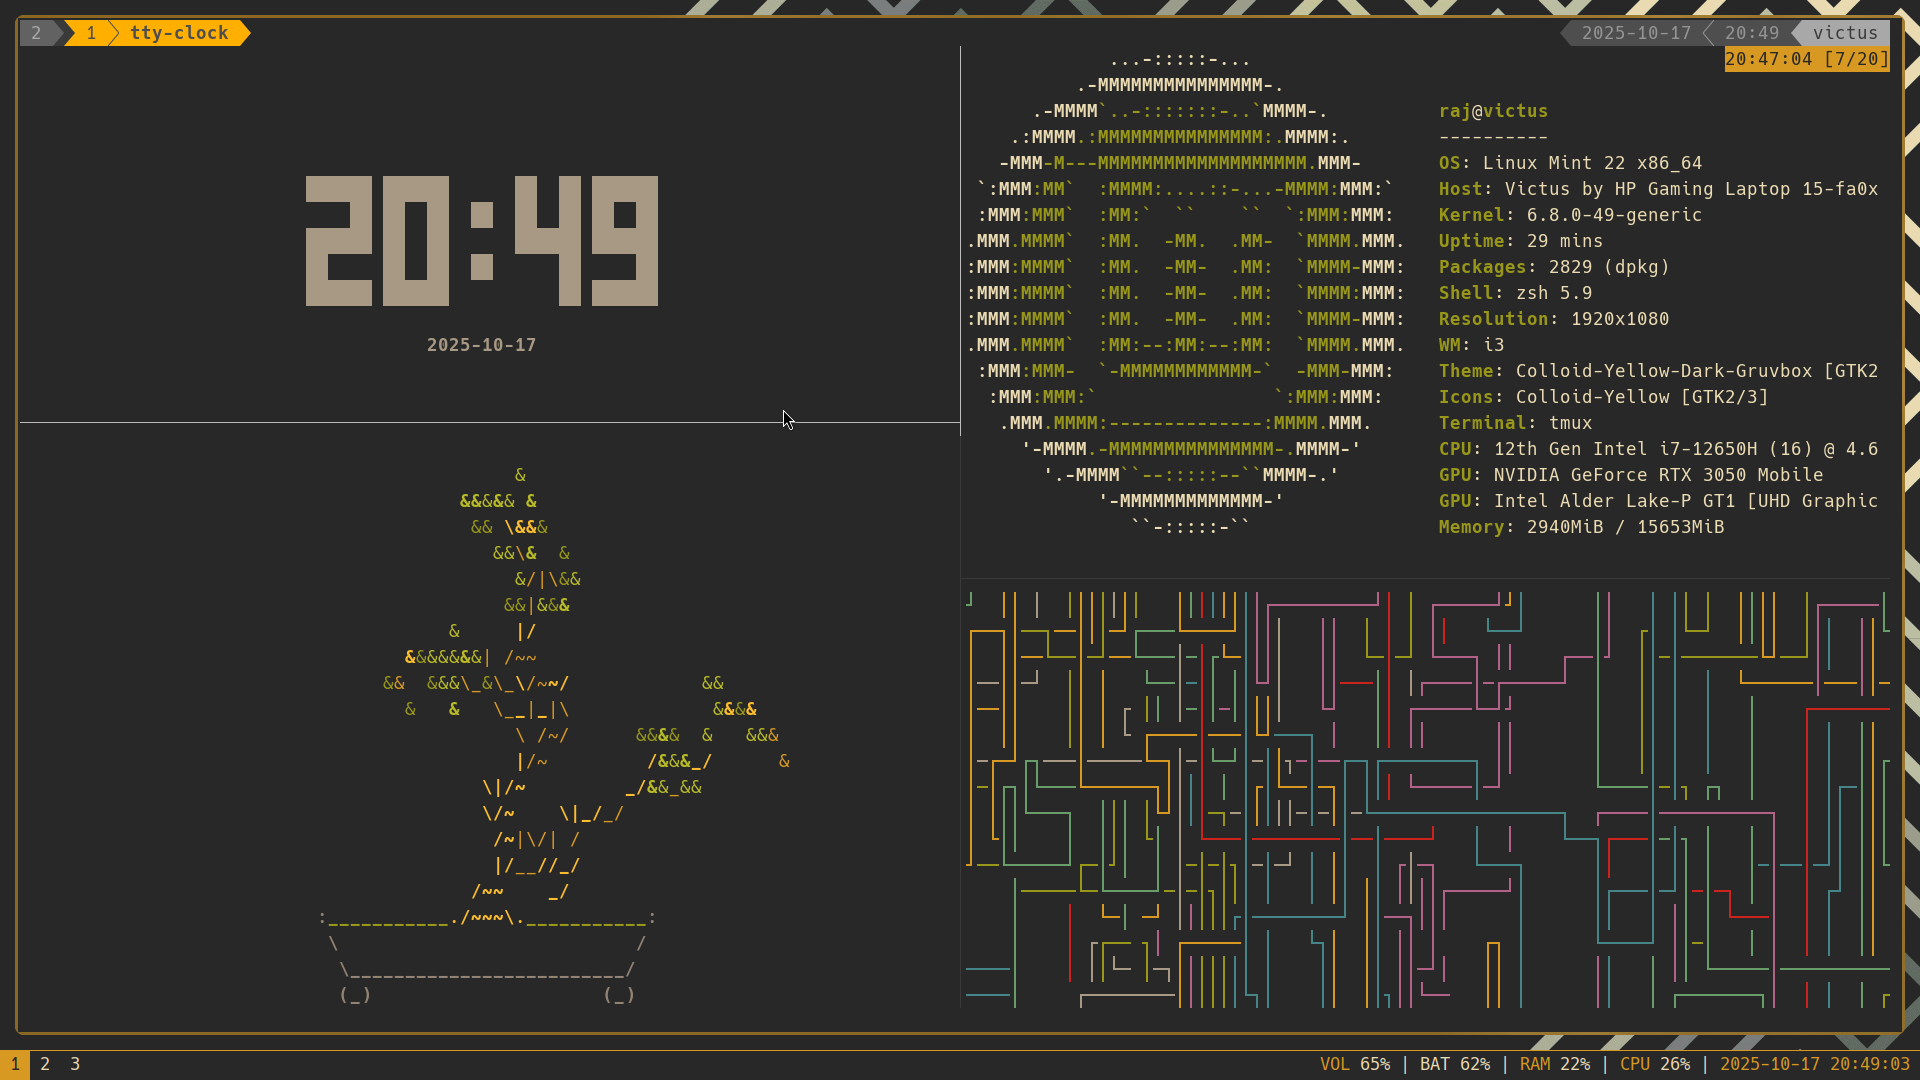 2 1 tty-clock
2025-10-17 20:49 victus
20:47:04 [7/20]
20:49
2025-10-17
raj@victus
----------
OS: Linux Mint 22 x86_64
Host: Victus by HP Gaming Laptop 15-fa0x
Kernel: 6.8.0-49-generic
Uptime: 29 mins
Packages: 2829 (dpkg)
Shell: zsh 5.9
Resolution: 1920x1080
WM: i3
Theme: Colloid-Yellow-Dark-Gruvbox [GTK2
Icons: Colloid-Yellow [GTK2/3]
Terminal: tmux
CPU: 12th Gen Intel i7-12650H (16) @ 4.6
GPU: NVIDIA GeForce RTX 3050 Mobile
GPU: Intel Alder Lake-P GT1 [UHD Graphic
Memory: 2940MiB / 15653MiB
1 2 3
VOL 65% | BAT 62% | RAM 22% | CPU 26% | 2025-10-17 20:49:03